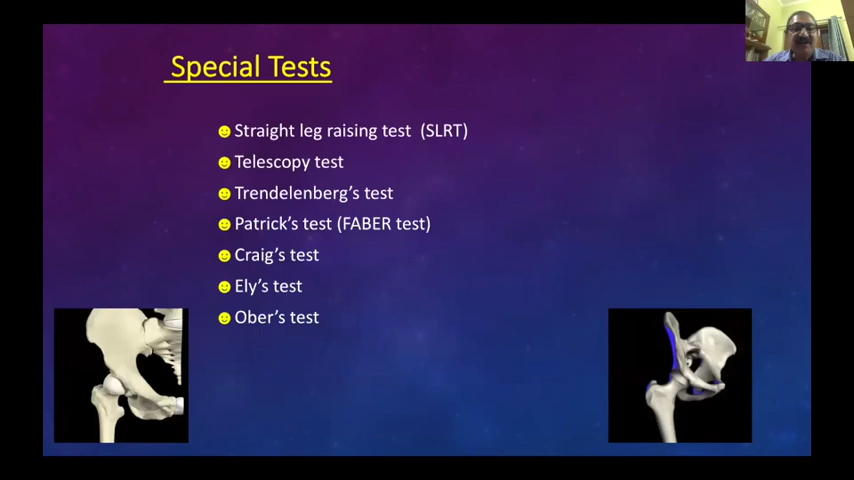 Special Tests
Straight leg raising test (SLRT)
Telescopy test
Trendelenberg's test
Patrick's test (FABER test)
Craig's test
Ely's test
Ober's test